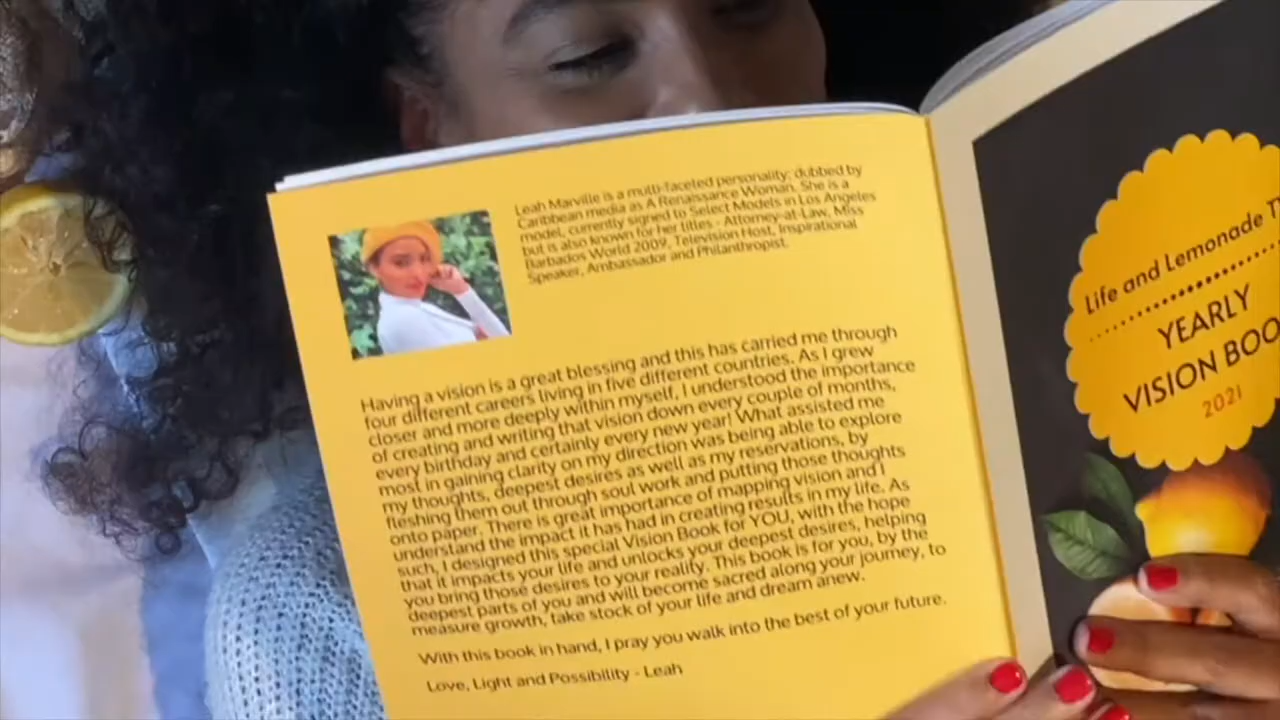 Leah Marville is a multi-faceted personality; dubbed by
Caribbean media as A Renaissance Woman. She is a
model, currently signed to Select Models in Los Angeles
but is also known for her titles - Attorney-at-Law, Miss
Barbados World 2009, Television Host, Inspirational
Speaker, Ambassador and Philanthropist.
Having a vision is a great blessing and this has carried me through
four different careers living in five different countries. As I grew
closer and more deeply within myself, I understood the importance
of creating and writing that vision down every couple of months,
every birthday and certainly every new year! What assisted me
most in gaining clarity on my direction was being able to explore
my thoughts, deepest desires as well as my reservations, by
fleshing them out through soul work and putting those thoughts
onto paper. There is great importance of mapping vision and I
understand the impact it has had in creating results in my life. As
such, I designed this special Vision Book for YOU, with the hope
that it impacts your life and unlocks your deepest desires, helping
you bring those desires to your reality. This book is for you, by the
deepest parts of you and will become sacred along your journey, to
measure growth, take stock of your life and dream anew.
With this book in hand, I pray you walk into the best of your future.
Love, Light and Possibility - Leah
Life and Lemonade
YEARLY
VISION BOO
2021